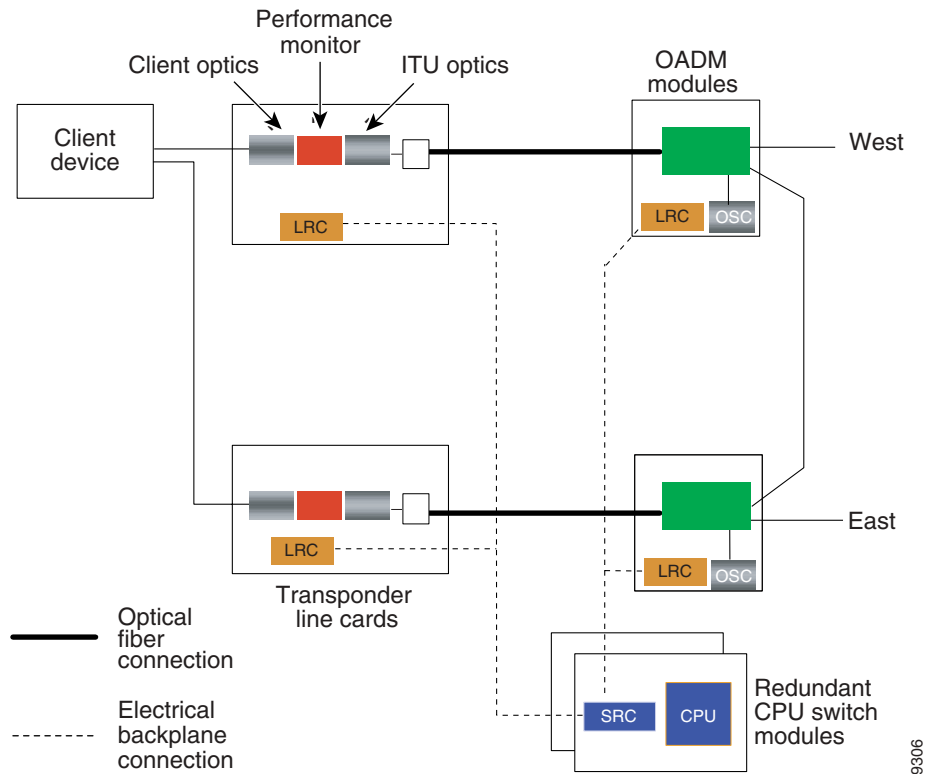 Performance
monitor
Client optics
ITU optics
OADM
modules
Client
device
West
LRC
LRC
OSC
East
LRC
LRC
OSC
Transponder
line cards
Optical
fiber
connection
Electrical
backplane
connection
SRC
CPU
Redundant
CPU switch
modules
9306